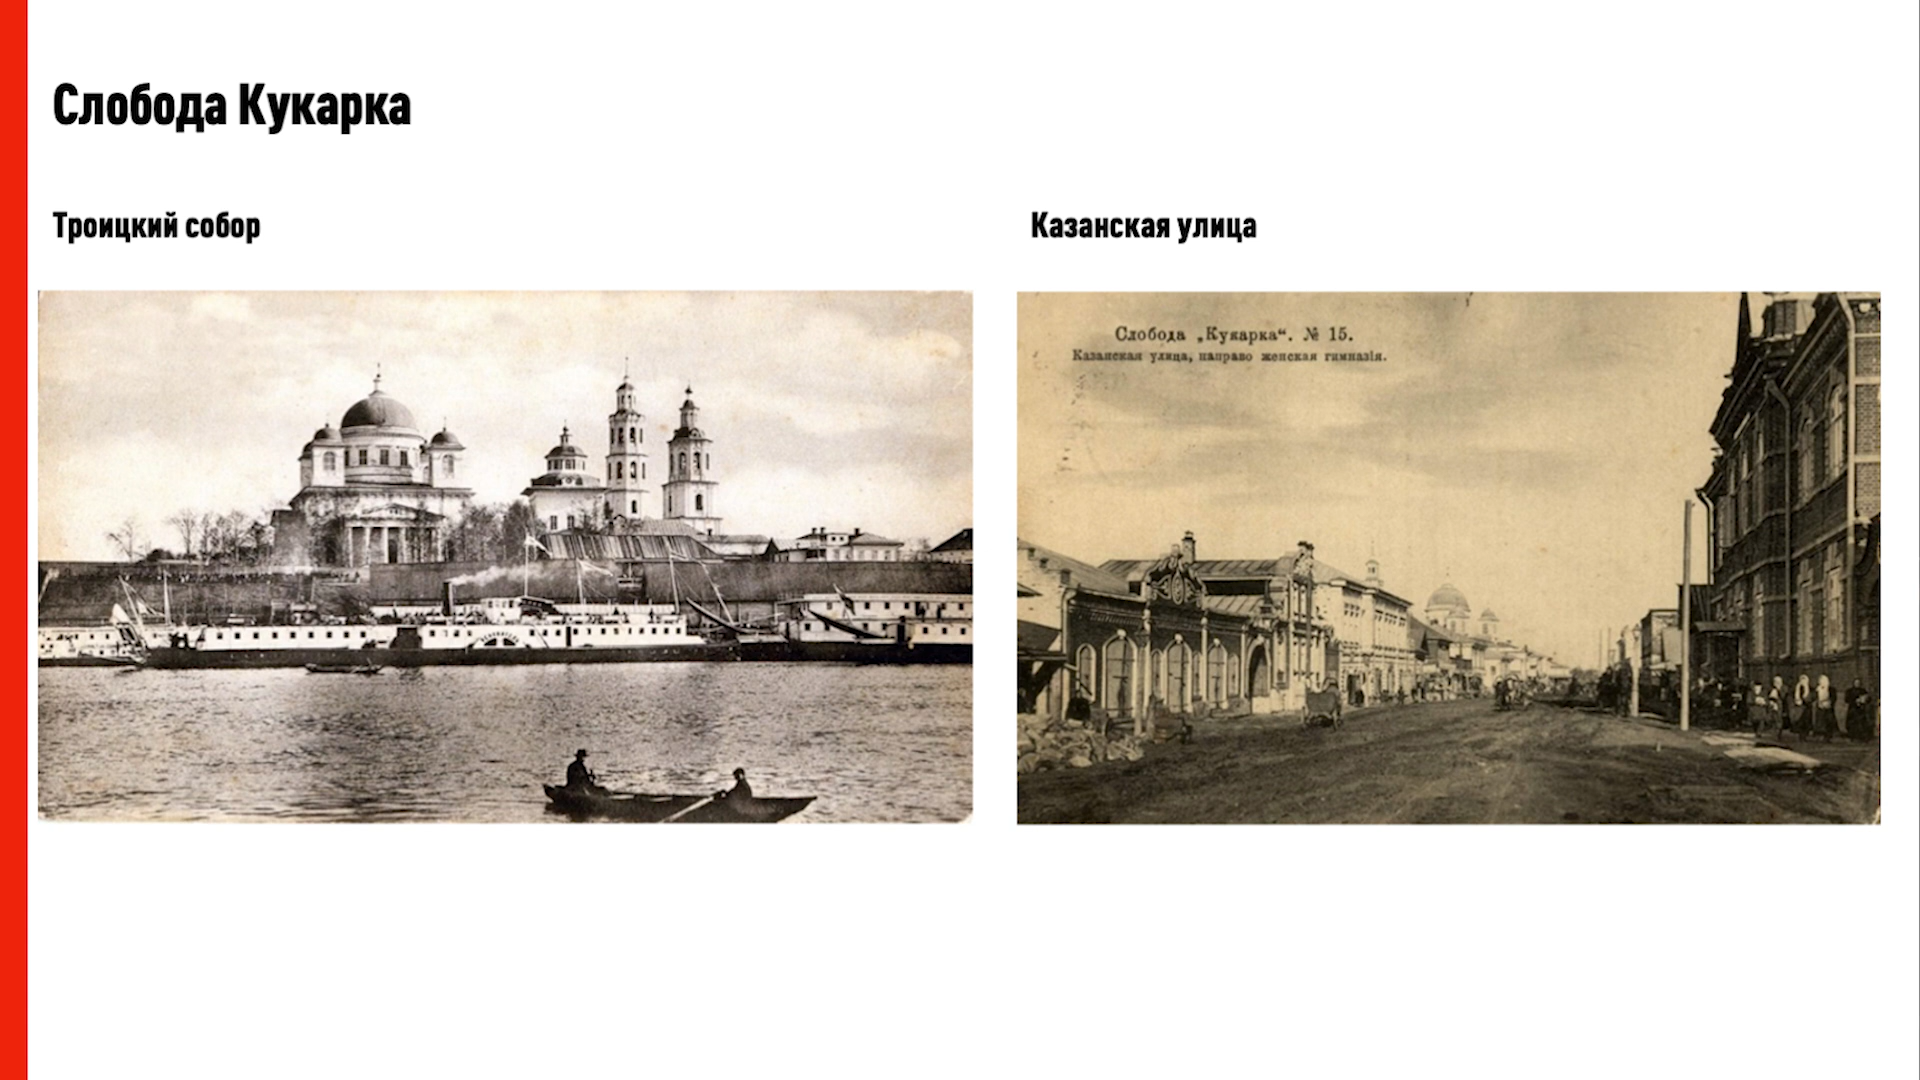 Слобода Кукарка
Троицкий собор
Казанская улица
Слобода „Кукарка“. № 15.
Казанская улица, направо женская гимназія.